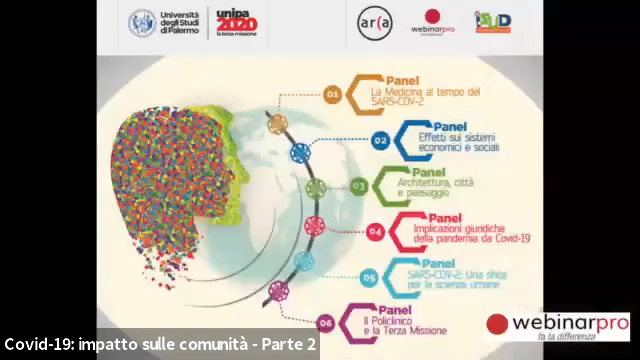 Università
degli Studi
di Palermo
unipa
2020
la terza missione
ar(a
webinarpro
SUD
01
Panel
La Medicina al tempo del
SARS-COV-2
02
Panel
Effetti sui sistemi
economici e sociali
03
Panel
Architettura, città
e paesaggio
04
Panel
Implicazioni giuridiche
della pandemia da Covid-19
05
Panel
SARS-COV-2: Una sfida
per le scienze umane
06
Panel
Il Policlinico
e la Terza Missione
webinarpro
fa la differenza
Covid-19: impatto sulle comunità - Parte 2